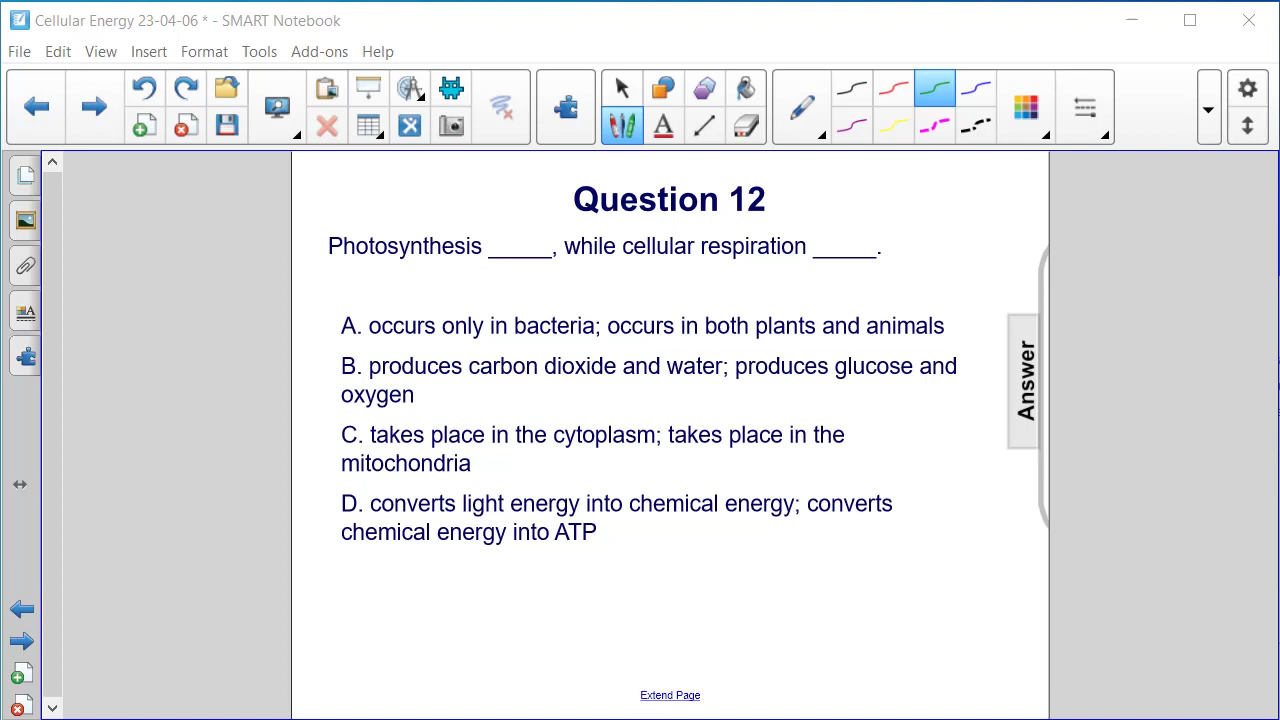 Cellular Energy 23-04-06 * - SMART Notebook
File Edit View Insert Format Tools Add-ons Help
Question 12
Photosynthesis _____, while cellular respiration _____.
A. occurs only in bacteria; occurs in both plants and animals
B. produces carbon dioxide and water; produces glucose and
oxygen
C. takes place in the cytoplasm; takes place in the
mitochondria
D. converts light energy into chemical energy; converts
chemical energy into ATP
Answer
Extend Page